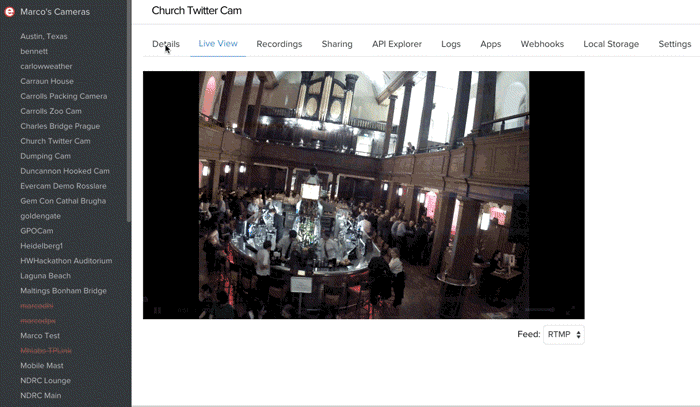 Marco's Cameras
Church Twitter Cam
Details Live View Recordings Sharing API Explorer Logs Apps Webhooks Local Storage Settings
Austin, Texas
bennett
carlowweather
Carraun House
Carrolls Packing Camera
Carrolls Zoo Cam
Charles Bridge Prague
Church Twitter Cam
Dumping Cam
Duncannon Hooked Cam
Evercam Demo Rosslare
Gem Con Cathal Brugha
goldengate
GPOCam
Heidelberg1
HWHackathon Auditorium
Laguna Beach
Maltings Bonham Bridge
Marco Test
Mobile Mast
NDRC Lounge
NDRC Main
Feed: RTMP